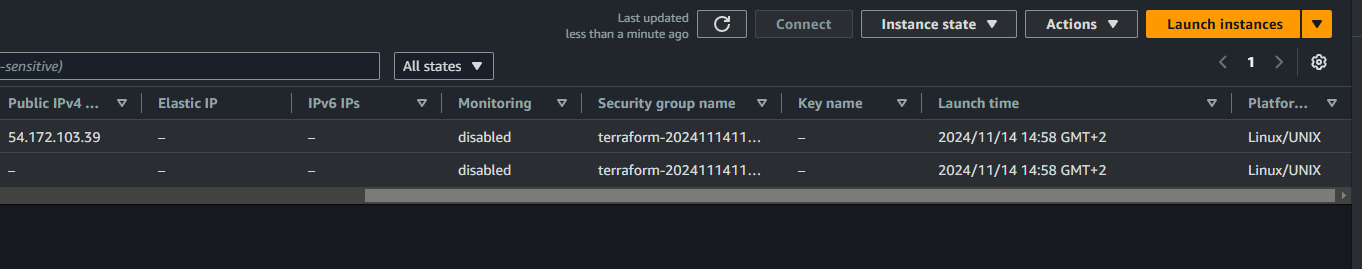 Last updated
less than a minute ago
Connect
Instance state
Actions
Launch instances
-sensitive)
All states
1
Public IPv4 ... Elastic IP IPv6 IPs Monitoring Security group name Key name Launch time Platfor...
54.172.103.39 – – disabled terraform-2024111411... – 2024/11/14 14:58 GMT+2 Linux/UNIX
– – – disabled terraform-2024111411... – 2024/11/14 14:58 GMT+2 Linux/UNIX